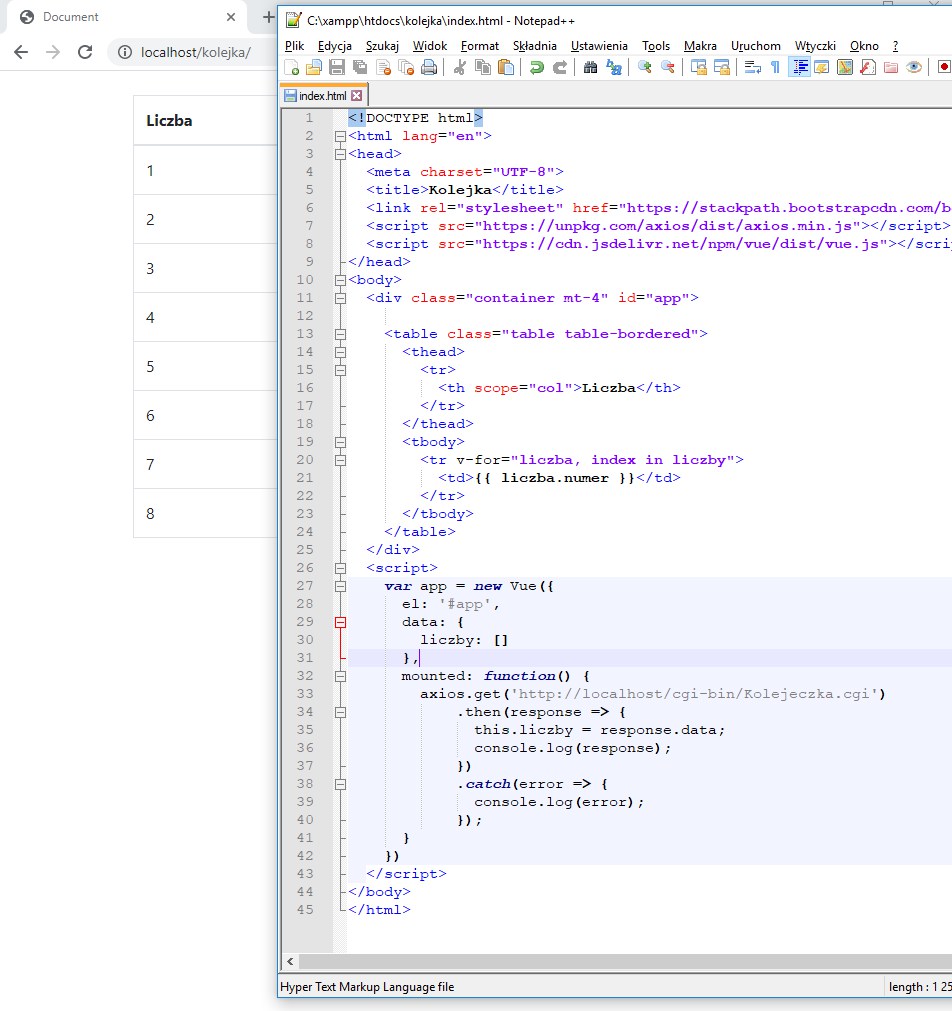 Document
localhost/kolejka/
Liczba
1
2
3
4
5
6
7
8
C:\xampp\htdocs\kolejka\index.html - Notepad++
Plik Edycja Szukaj Widok Format Składnia Ustawienia Tools Makra Uruchom Wtyczki Okno ?
index.html
1 <!DOCTYPE html>
2 <html lang="en">
3 <head>
4 <meta charset="UTF-8">
5 <title>Kolejka</title>
6 <link rel="stylesheet" href="https://stackpath.bootstrapcdn.com/b
7 <script src="https://unpkg.com/axios/dist/axios.min.js"></script>
8 <script src="https://cdn.jsdelivr.net/npm/vue/dist/vue.js"></scri
9 </head>
10 <body>
11 <div class="container mt-4" id="app">
12
13 <table class="table table-bordered">
14 <thead>
15 <tr>
16 <th scope="col">Liczba</th>
17 </tr>
18 </thead>
19 <tbody>
20 <tr v-for="liczba, index in liczby">
21 <td>{{ liczba.numer }}</td>
22 </tr>
23 </tbody>
24 </table>
25 </div>
26 <script>
27 var app = new Vue({
28 el: '#app',
29 data: {
30 liczby: []
31 },
32 mounted: function() {
33 axios.get('http://localhost/cgi-bin/Kolejeczka.cgi')
34 .then(response => {
35 this.liczby = response.data;
36 console.log(response);
37 })
38 .catch(error => {
39 console.log(error);
40 });
41 }
42 })
43 </script>
44 </body>
45 </html>
Hyper Text Markup Language file
length : 1 25